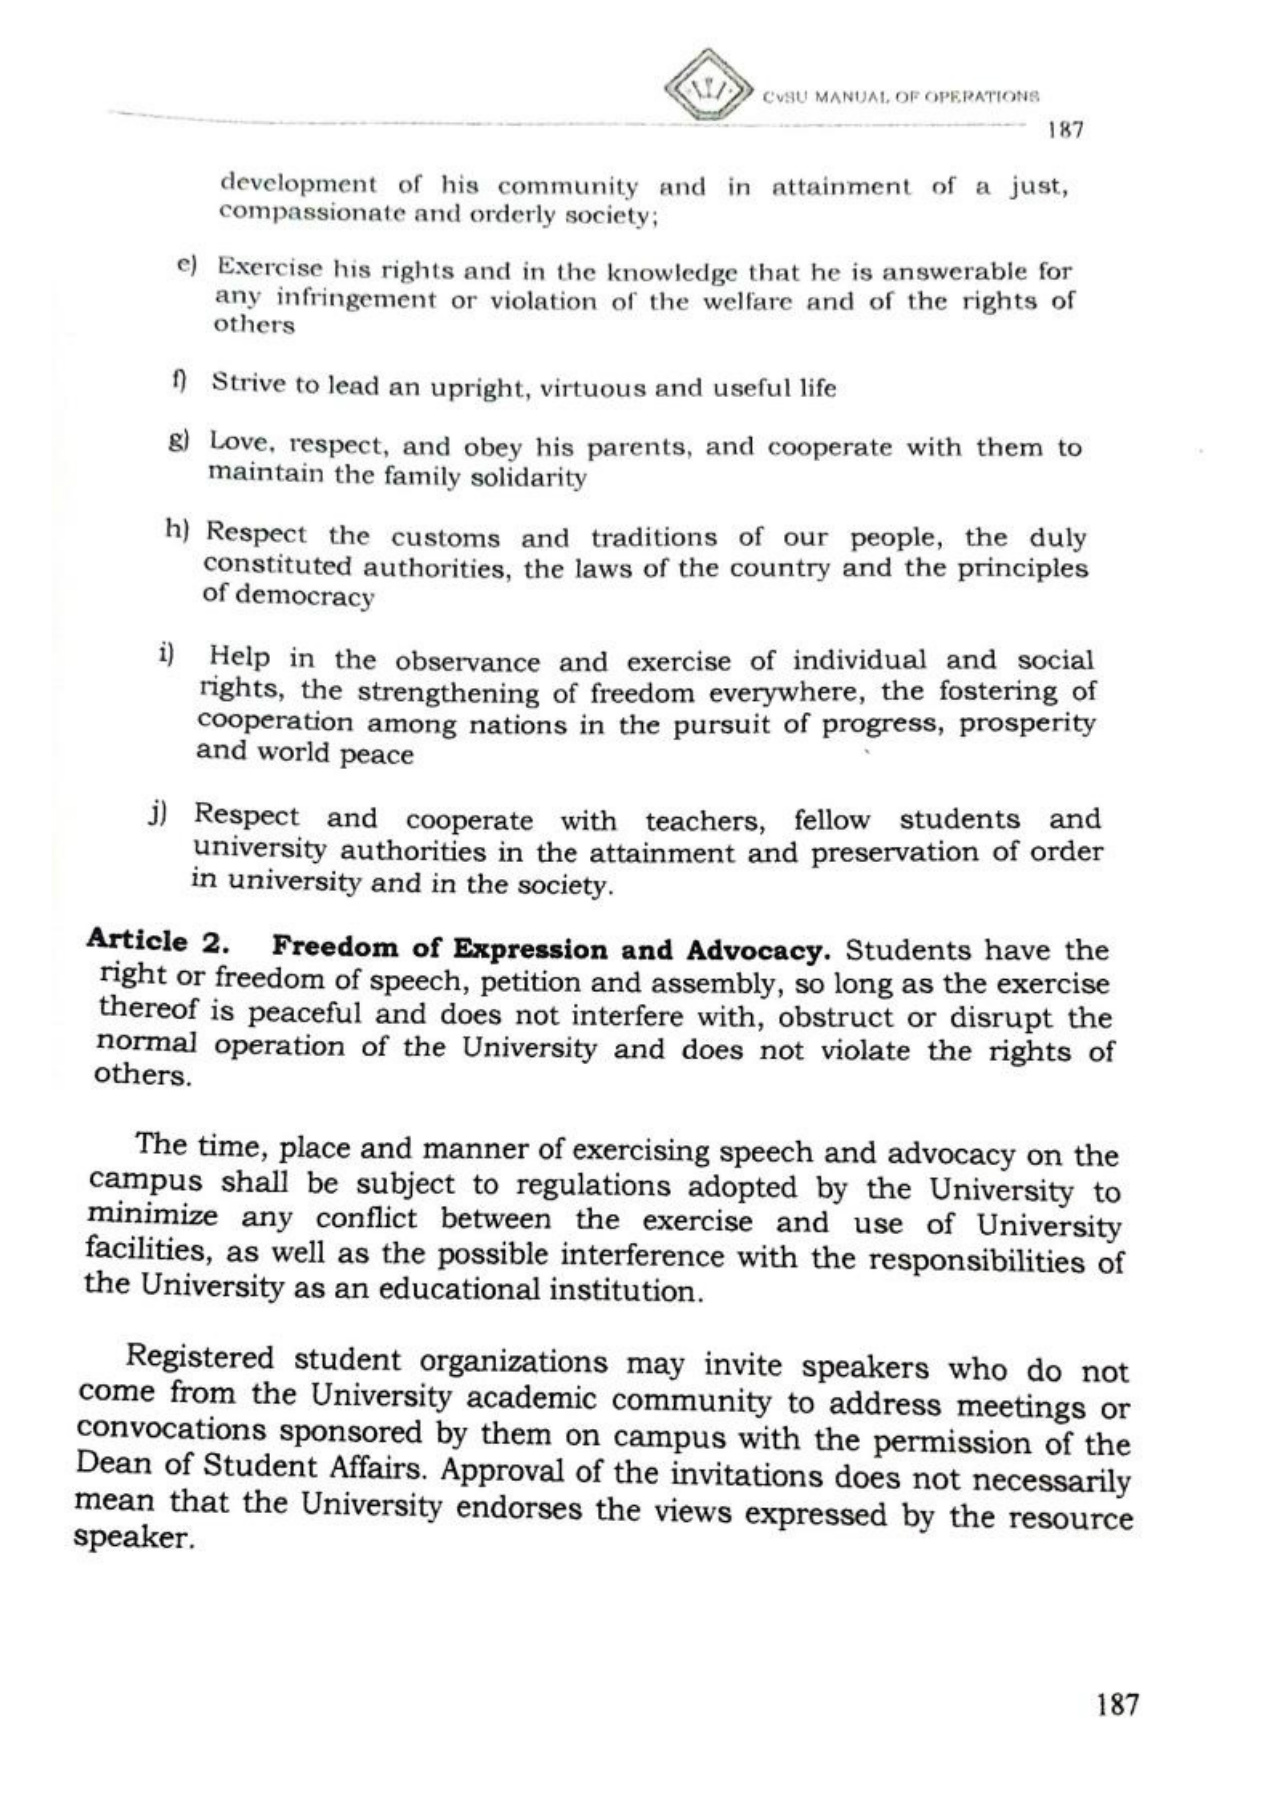 CvSU MANUAL OF OPERATIONS
187
development of his community and in attainment of a just,
compassionate and orderly society;
e) Exercise his rights and in the knowledge that he is answerable for
any infringement or violation of the welfare and of the rights of
others
f) Strive to lead an upright, virtuous and useful life
g) Love, respect, and obey his parents, and cooperate with them to
maintain the family solidarity
h) Respect the customs and traditions of our people, the duly
constituted authorities, the laws of the country and the principles
of democracy
i) Help in the observance and exercise of individual and social
rights, the strengthening of freedom everywhere, the fostering of
cooperation among nations in the pursuit of progress, prosperity
and world peace
j) Respect and cooperate with teachers, fellow students and
university authorities in the attainment and preservation of order
in university and in the society.
Article 2. Freedom of Expression and Advocacy. Students have the
right or freedom of speech, petition and assembly, so long as the exercise
thereof is peaceful and does not interfere with, obstruct or disrupt the
normal operation of the University and does not violate the rights of
others.
The time, place and manner of exercising speech and advocacy on the
campus shall be subject to regulations adopted by the University to
minimize any conflict between the exercise and use of University
facilities, as well as the possible interference with the responsibilities of
the University as an educational institution.
Registered student organizations may invite speakers who do not
come from the University academic community to address meetings or
convocations sponsored by them on campus with the permission of the
Dean of Student Affairs. Approval of the invitations does not necessarily
mean that the University endorses the views expressed by the resource
speaker.
187